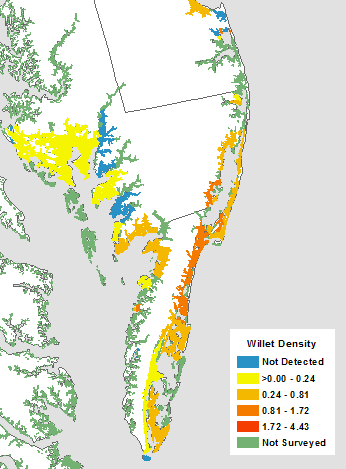 Willet Density
Not Detected
>0.00 - 0.24
0.24 - 0.81
0.81 - 1.72
1.72 - 4.43
Not Surveyed